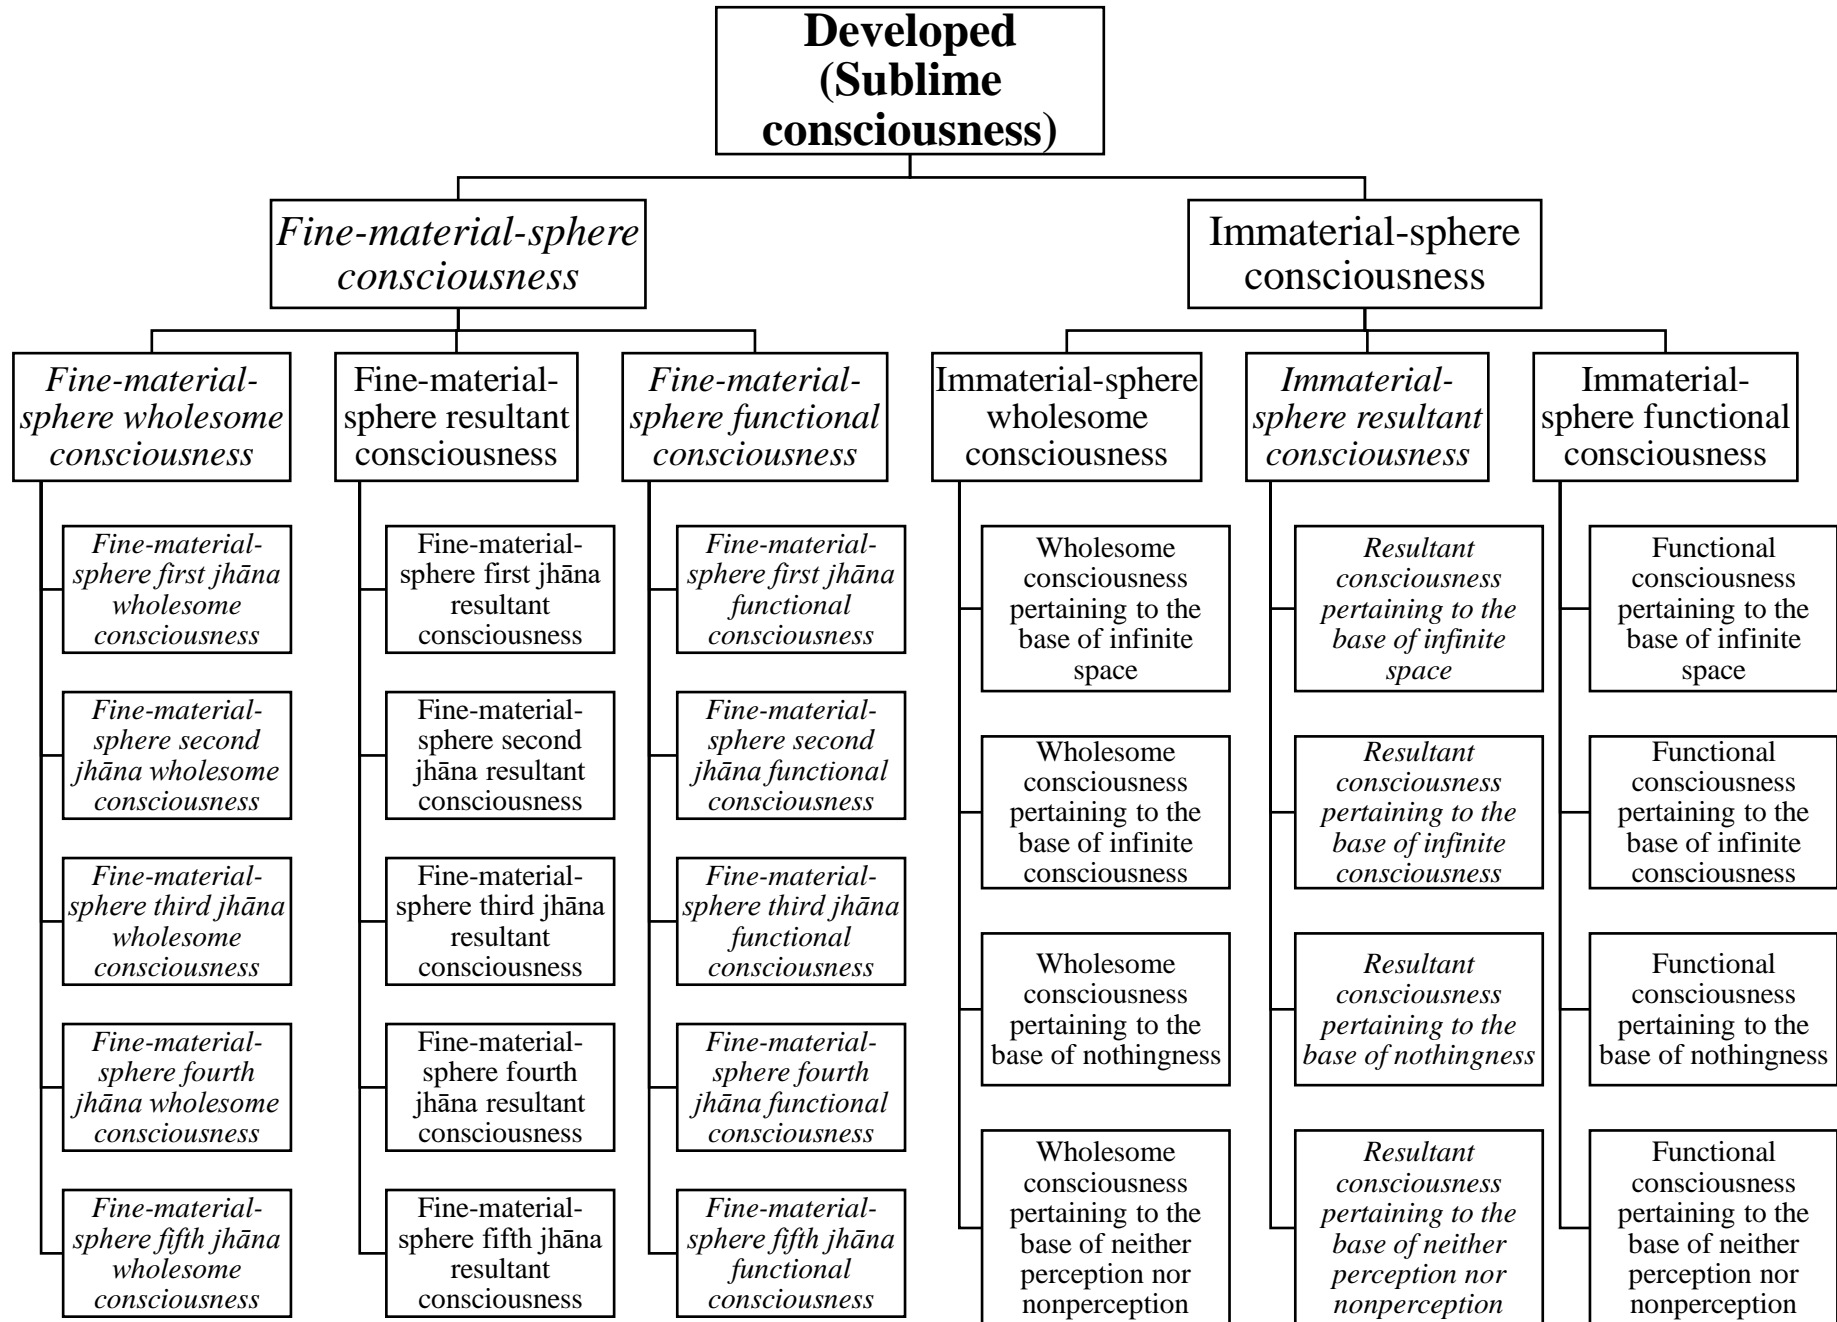 Developed
(Sublime
consciousness)
Fine-material-sphere
consciousness
Immaterial-sphere
consciousness
Fine-material-
sphere wholesome
consciousness
Fine-material-
sphere resultant
consciousness
Fine-material-
sphere functional
consciousness
Immaterial-sphere
wholesome
consciousness
Immaterial-
sphere resultant
consciousness
Immaterial-
sphere functional
consciousness
Fine-material-
sphere first jhāna
wholesome
consciousness
Fine-material-
sphere second
jhāna wholesome
consciousness
Fine-material-
sphere third jhāna
wholesome
consciousness
Fine-material-
sphere fourth
jhāna wholesome
consciousness
Fine-material-
sphere fifth jhāna
wholesome
consciousness
Fine-material-
sphere first jhāna
resultant
consciousness
Fine-material-
sphere second
jhāna resultant
consciousness
Fine-material-
sphere third jhāna
resultant
consciousness
Fine-material-
sphere fourth
jhāna resultant
consciousness
Fine-material-
sphere fifth jhāna
resultant
consciousness
Fine-material-
sphere first jhāna
functional
consciousness
Fine-material-
sphere second
jhāna functional
consciousness
Fine-material-
sphere third jhāna
functional
consciousness
Fine-material-
sphere fourth
jhāna functional
consciousness
Fine-material-
sphere fifth jhāna
functional
consciousness
Wholesome
consciousness
pertaining to the
base of infinite
space
Wholesome
consciousness
pertaining to the
base of infinite
consciousness
Wholesome
consciousness
pertaining to the
base of nothingness
Wholesome
consciousness
pertaining to the
base of neither
perception nor
nonperception
Resultant
consciousness
pertaining to the
base of infinite
space
Resultant
consciousness
pertaining to the
base of infinite
consciousness
Resultant
consciousness
pertaining to the
base of nothingness
Resultant
consciousness
pertaining to the
base of neither
perception nor
nonperception
Functional
consciousness
pertaining to the
base of infinite
space
Functional
consciousness
pertaining to the
base of infinite
consciousness
Functional
consciousness
pertaining to the
base of nothingness
Functional
consciousness
pertaining to the
base of neither
perception nor
nonperception